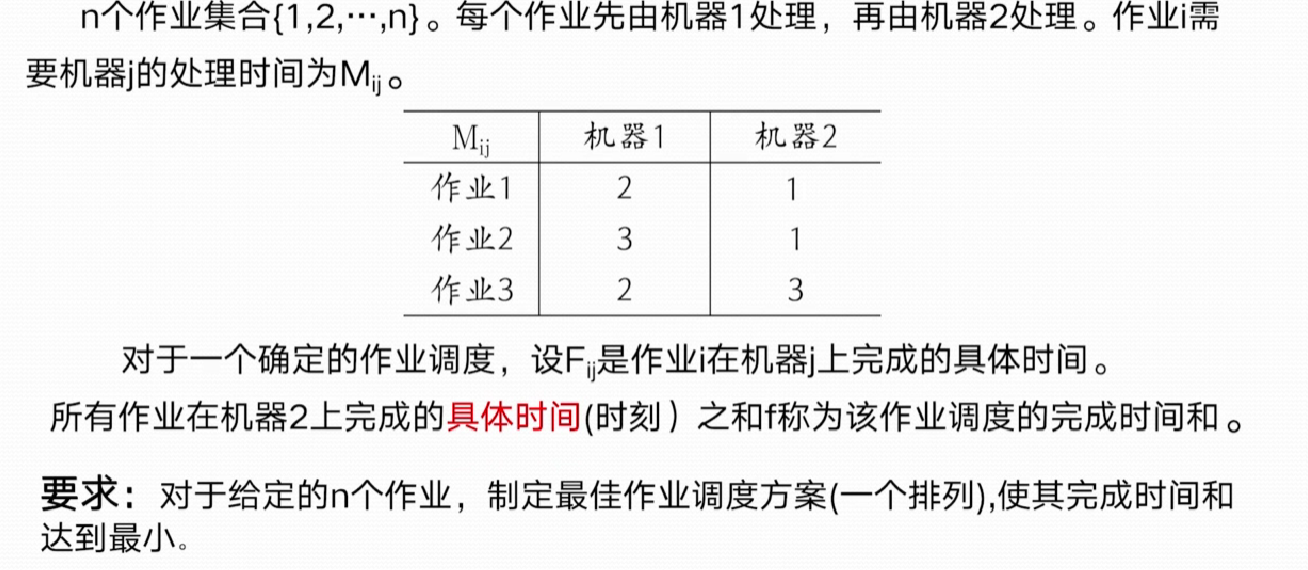 n个作业集合{1,2,…,n}。每个作业先由机器1处理，再由机器2处理。作业i需
要机器j的处理时间为Mij。
Mij 机器1 机器2
作业1 2 1
作业2 3 1
作业3 2 3
对于一个确定的作业调度，设Fij是作业i在机器j上完成的具体时间。
所有作业在机器2上完成的具体时间(时刻）之和f称为该作业调度的完成时间和。
要求：对于给定的n个作业，制定最佳作业调度方案(一个排列),使其完成时间和
达到最小。